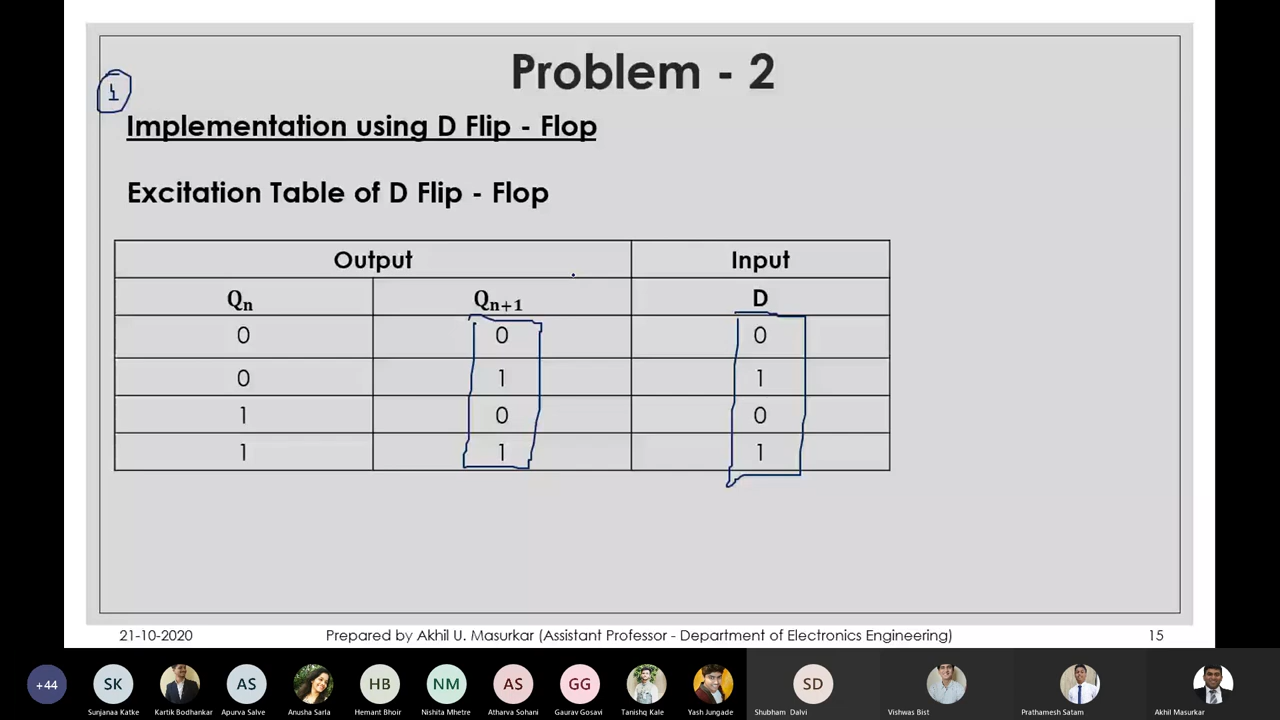 Problem - 2
1
Implementation using D Flip - Flop
Excitation Table of D Flip - Flop
Output Input
Qn Qn+1 D
0 0 0
0 1 1
1 0 0
1 1 1
21-10-2020 Prepared by Akhil U. Masurkar (Assistant Professor - Department of Electronics Engineering) 15
+44 SK AS HB NM AS GG SD
Sunjanaa Katke Kartik Bodhankar Apurva Salve Anusha Sarla Hemant Bhoir Nishita Mhetre Atharva Sohani Gaurav Gosavi Tanishq Kale Yash Jungade Shubham Dalvi Vishwas Bist Prathamesh Satam Akhil Masurkar